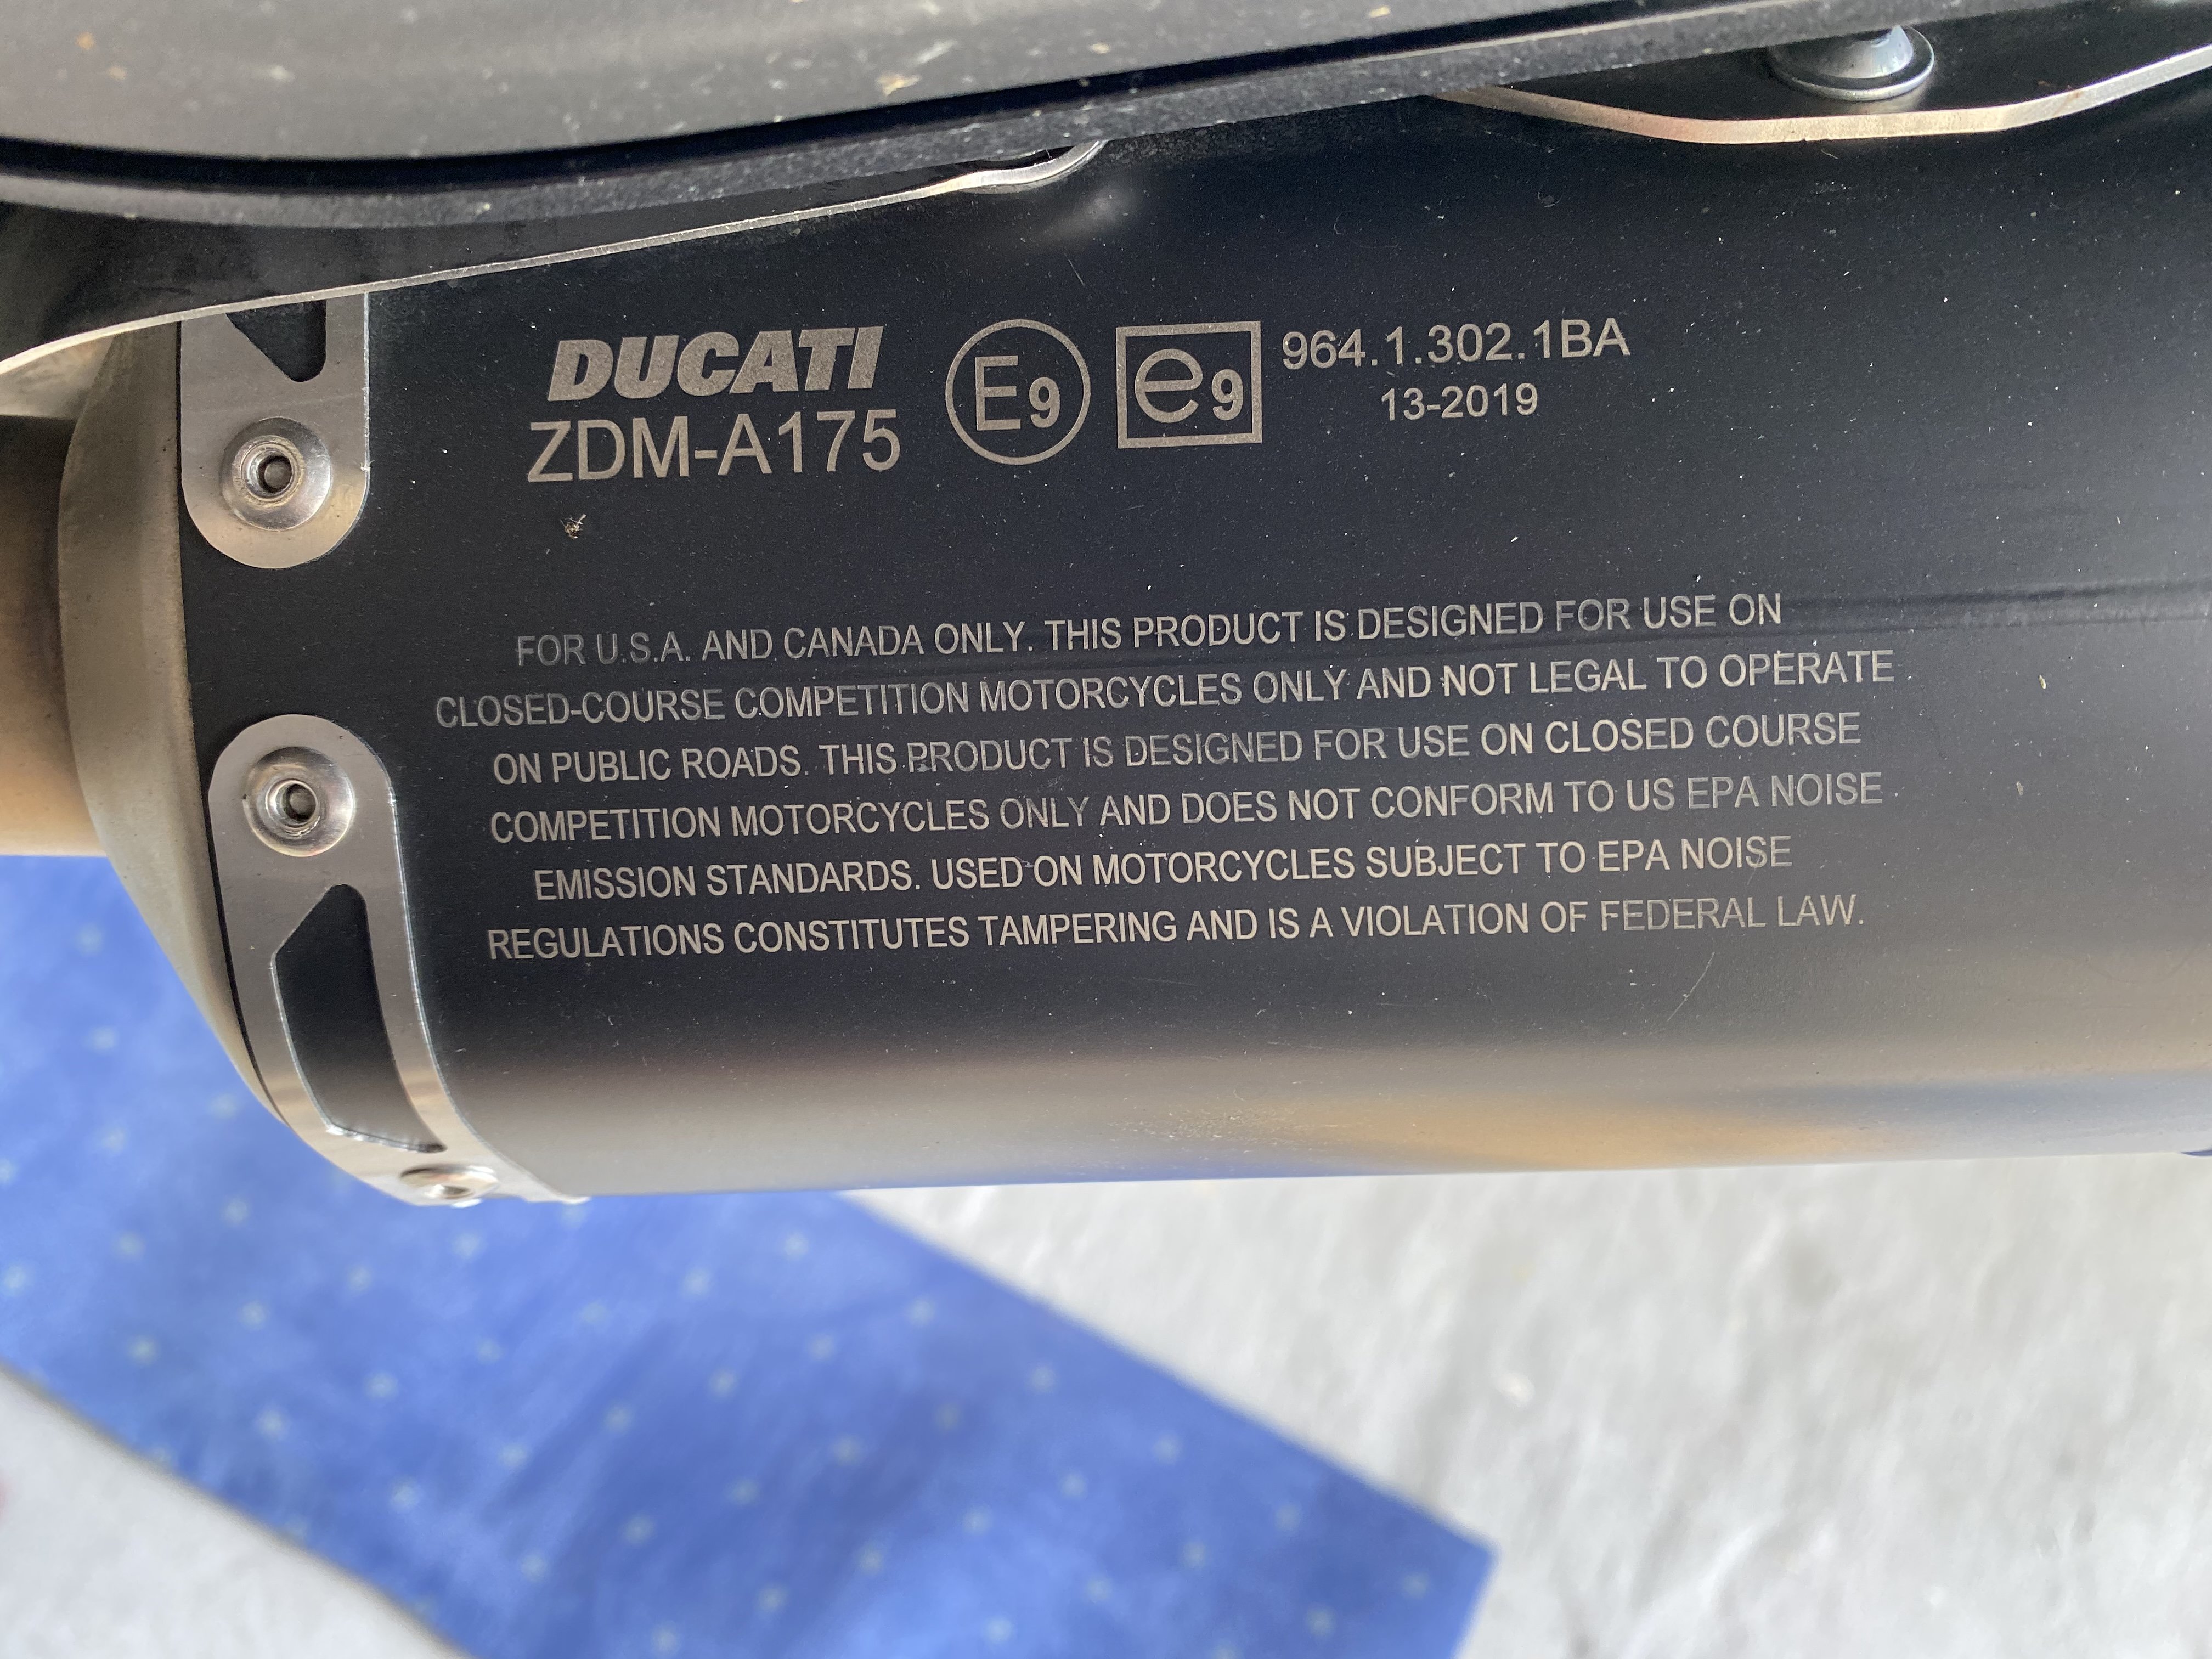 DUCATI
ZDM-A175
E9
e9
964.1.302.1BA
13-2019
FOR U.S.A. AND CANADA ONLY. THIS PRODUCT IS DESIGNED FOR USE ON
CLOSED-COURSE COMPETITION MOTORCYCLES ONLY AND NOT LEGAL TO OPERATE
ON PUBLIC ROADS. THIS PRODUCT IS DESIGNED FOR USE ON CLOSED COURSE
COMPETITION MOTORCYCLES ONLY AND DOES NOT CONFORM TO US EPA NOISE
EMISSION STANDARDS. USED ON MOTORCYCLES SUBJECT TO EPA NOISE
REGULATIONS CONSTITUTES TAMPERING AND IS A VIOLATION OF FEDERAL LAW.